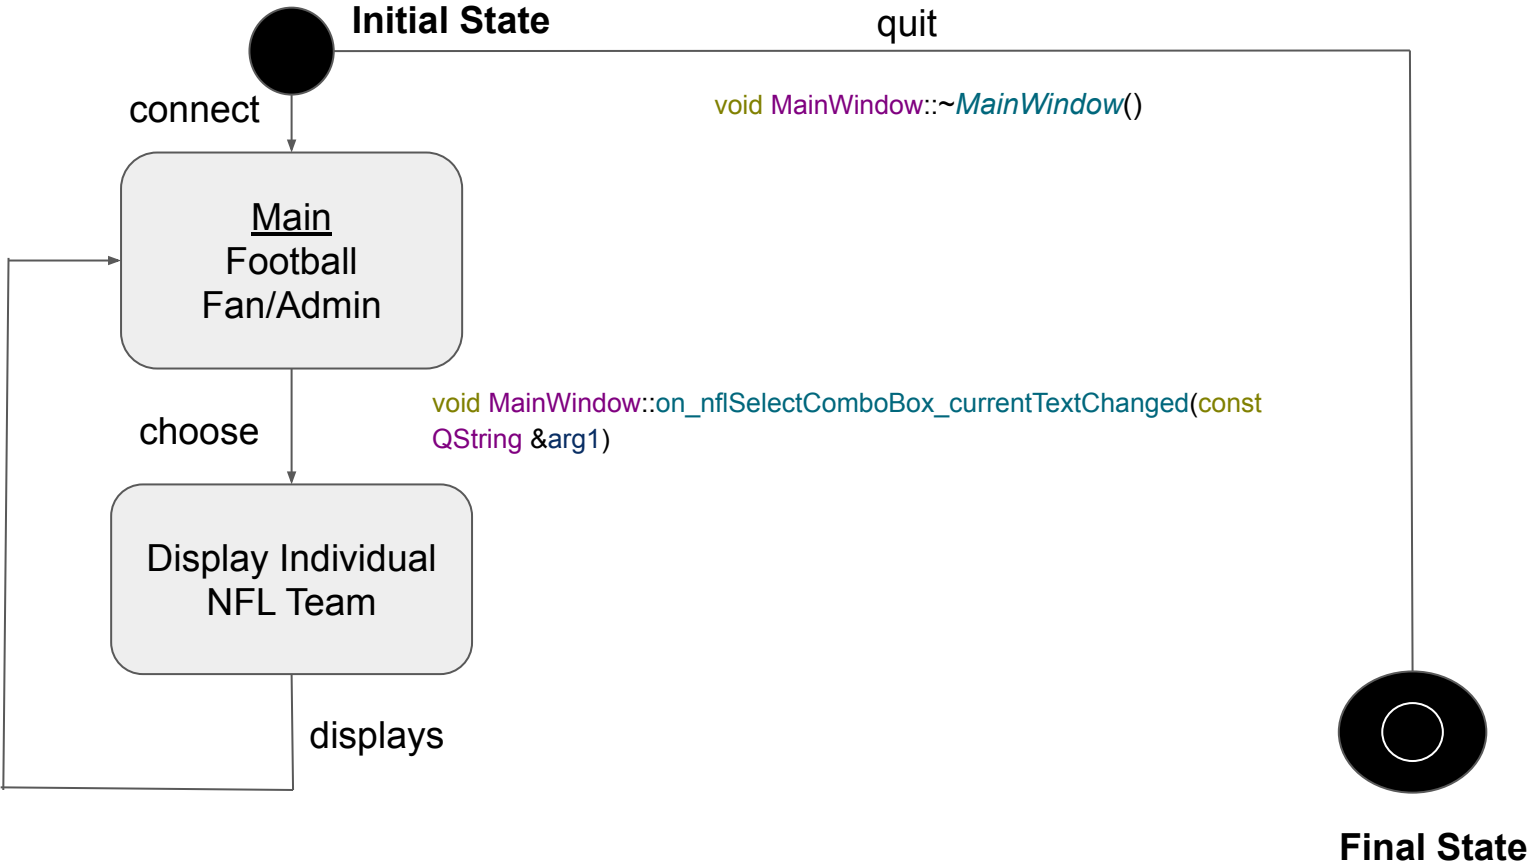 Initial State
quit
connect
void MainWindow::~MainWindow()
Main
Football
Fan/Admin
void MainWindow::on_nflSelectComboBox_currentTextChanged(const
QString &arg1)
choose
Display Individual
NFL Team
displays
Final State